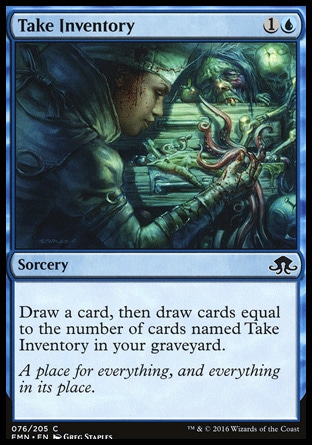 Take Inventory 1
Sorcery
Draw a card, then draw cards equal
to the number of cards named Take
Inventory in your graveyard.
A place for everything, and everything
in its place.
076/205 C
EMN • EN Greg Staples
™ & © 2016 Wizards of the Coast